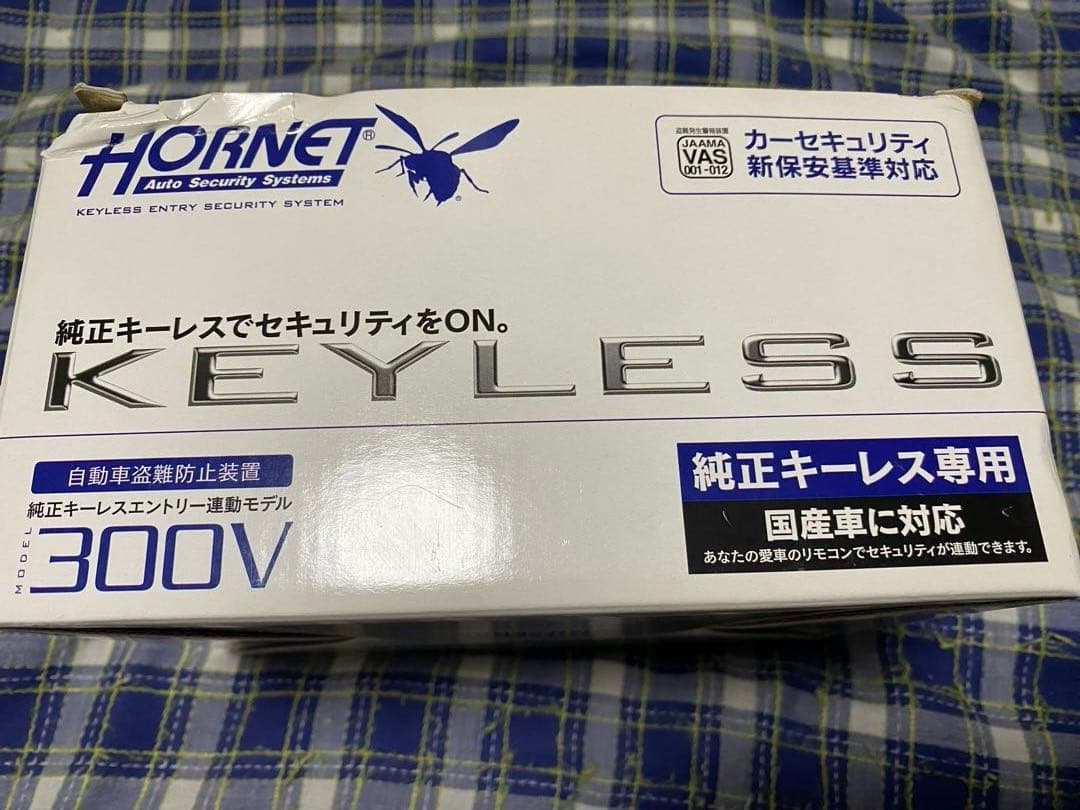 HORNET®
Auto Security Systems
KEYLESS ENTRY SECURITY SYSTEM
盗難発生警報装置
JAAMA
VAS
001-012
カーセキュリティ
新保安基準対応
純正キーレスでセキュリティをON。
KEYLESS
自動車盗難防止装置
純正キーレスエントリー連動モデル
MODEL
300V
純正キーレス専用
国産車に対応
あなたの愛車のリモコンでセキュリティが連動できます。